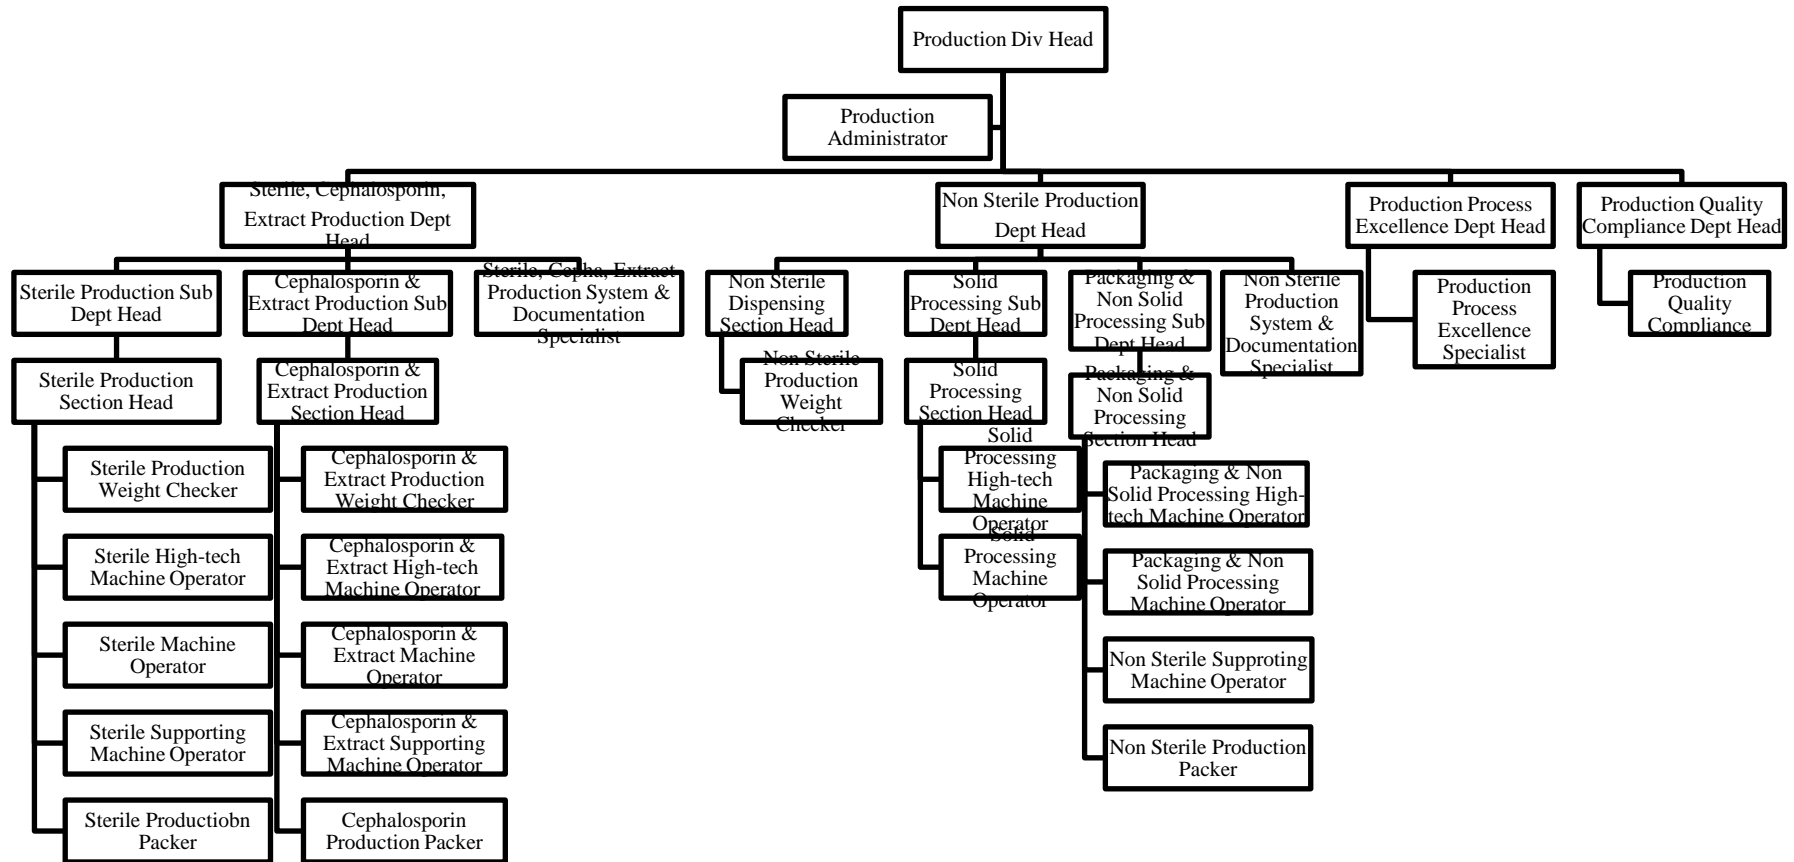 Production Div Head
Production
Administrator
Sterile, Cephalosporin,
Extract Production Dept
Head
Non Sterile Production
Dept Head
Production Process
Excellence Dept Head
Production Quality
Compliance Dept Head
Sterile Production Sub
Dept Head
Cephalosporin &
Extract Production Sub
Dept Head
Sterile, Cepha, Extract
Production System &
Documentation
Specialist
Non Sterile
Dispensing
Section Head
Solid
Processing Sub
Dept Head
Packaging &
Non Solid
Processing Sub
Dept Head
Non Sterile
Production
System &
Documentation
Specialist
Production
Process
Excellence
Specialist
Production
Quality
Compliance
Sterile Production
Section Head
Cephalosporin &
Extract Production
Section Head
Non Sterile
Production
Weight
Checker
Solid
Processing
Section Head
Packaging &
Non Solid
Processing
Section Head
Sterile Production
Weight Checker
Cephalosporin &
Extract Production
Weight Checker
Solid
Processing
High-tech
Machine
Operator
Packaging & Non
Solid Processing High-
tech Machine Operator
Sterile High-tech
Machine Operator
Cephalosporin &
Extract High-tech
Machine Operator
Solid
Processing
Machine
Operator
Packaging & Non
Solid Processing
Machine Operator
Sterile Machine
Operator
Cephalosporin &
Extract Machine
Operator
Non Sterile Supproting
Machine Operator
Sterile Supporting
Machine Operator
Cephalosporin &
Extract Supporting
Machine Operator
Non Sterile Production
Packer
Sterile Productiobn
Packer
Cephalosporin
Production Packer